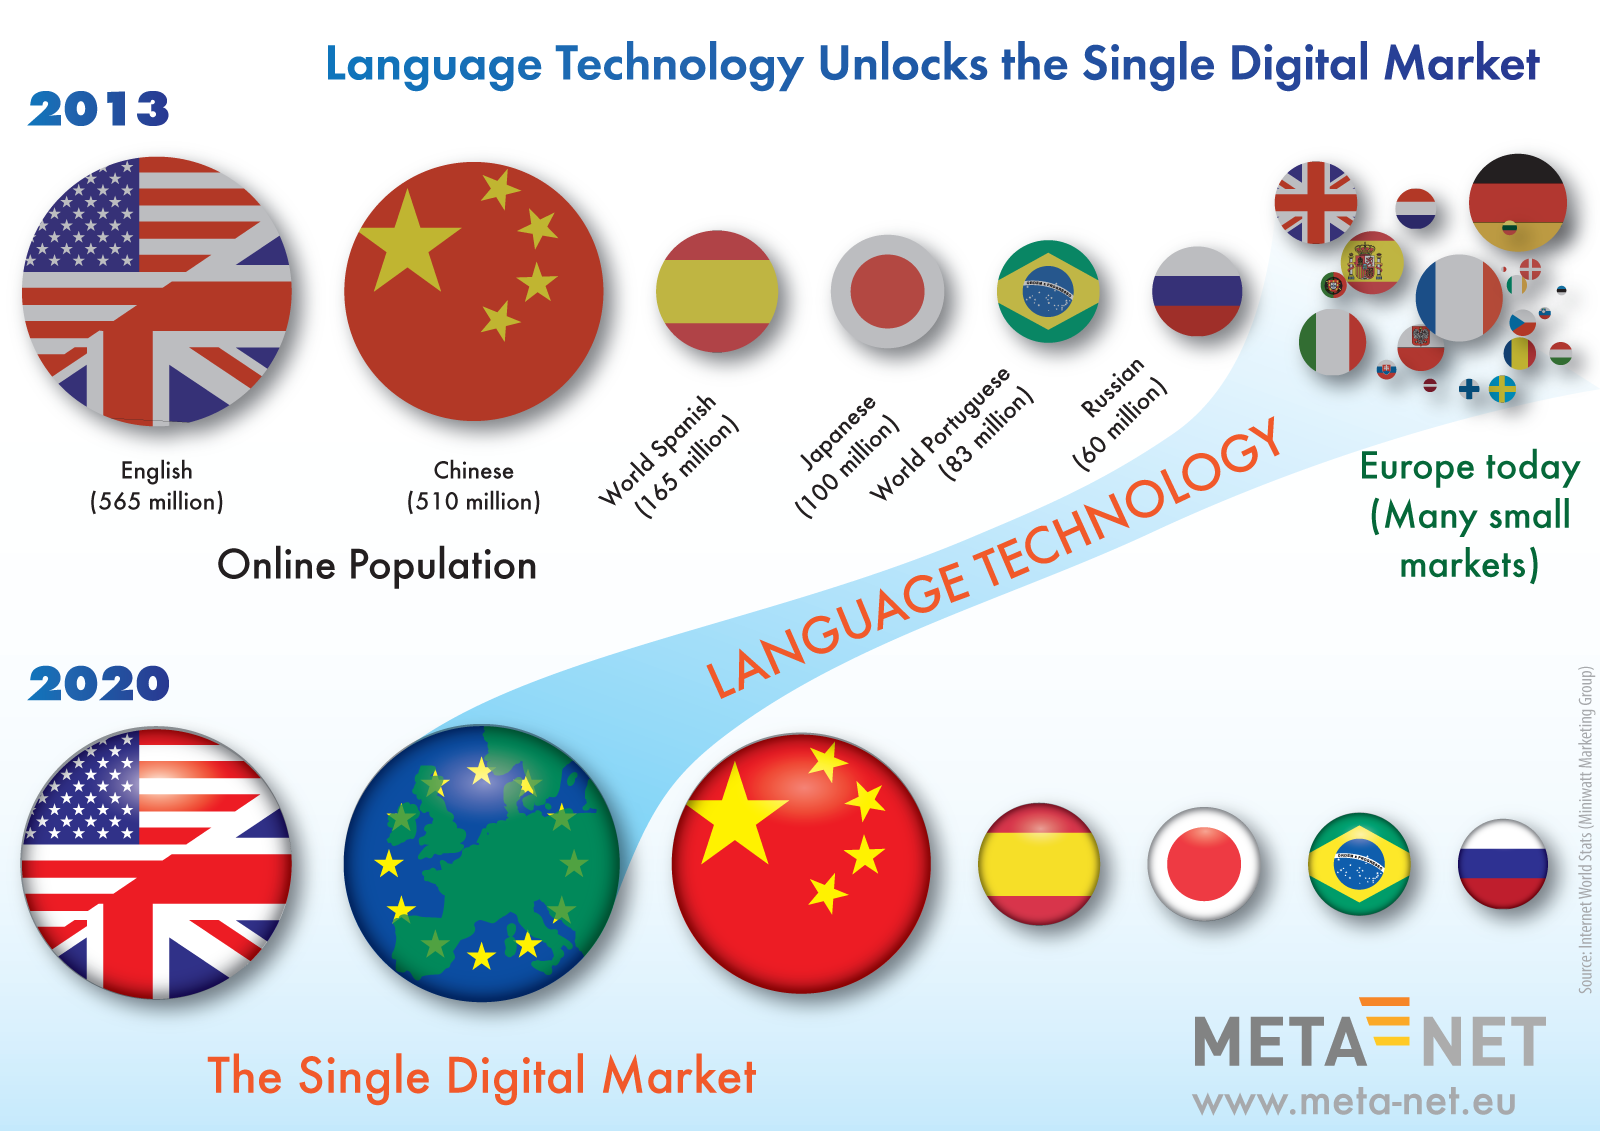 Language Technology Unlocks the Single Digital Market
2013
English
(565 million)
Chinese
(510 million)
World Spanish
(165 million)
Japanese
(100 million)
World Portuguese
(83 million)
Russian
(60 million)
Europe today
(Many small
markets)
Online Population
LANGUAGE TECHNOLOGY
2020
The Single Digital Market
Source: Internet World Stats (Miniwatt Marketing Group)
META NET
www.meta-net.eu